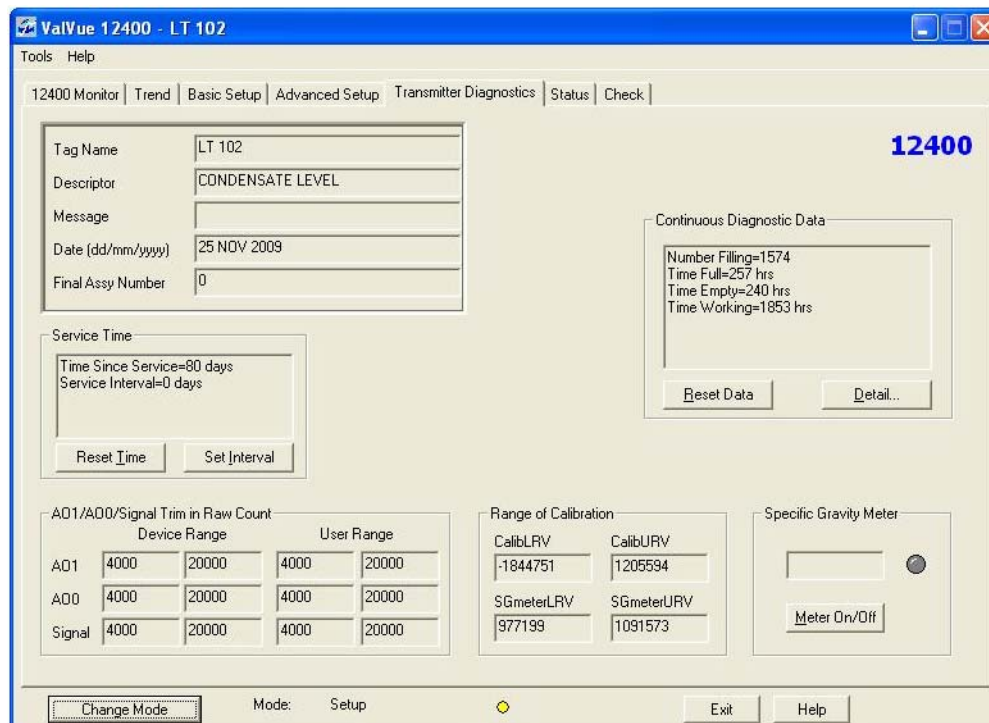 ValVue 12400 - LT 102
Tools Help
12400 Monitor Trend Basic Setup Advanced Setup Transmitter Diagnostics Status Check
12400
Tag Name LT 102
Descriptor CONDENSATE LEVEL
Message
Date (dd/mm/yyyy) 25 NOV 2009
Final Assy Number 0
Continuous Diagnostic Data
Number Filling=1574
Time Full=257 hrs
Time Empty=240 hrs
Time Working=1853 hrs
Reset Data Detail...
Service Time
Time Since Service=80 days
Service Interval=0 days
Reset Time Set Interval
AO1/AO0/Signal Trim in Raw Count
Device Range User Range
AO1 4000 20000 4000 20000
AO0 4000 20000 4000 20000
Signal 4000 20000 4000 20000
Range of Calibration
CalibLRV CalibURV
-1844751 1205594
SGmeterLRV SGmeterURV
977199 1091573
Specific Gravity Meter
Meter On/Off
Change Mode Mode: Setup Exit Help